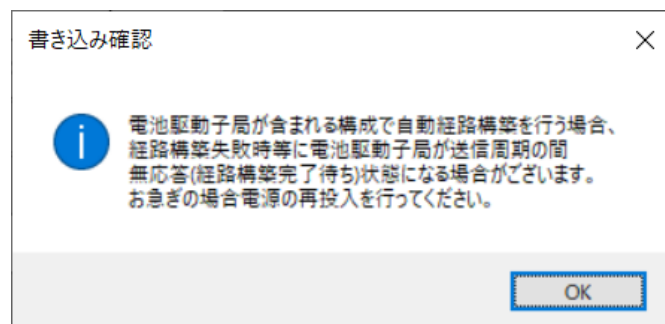 書き込み確認
電池駆動子局が含まれる構成で自動経路構築を行う場合、
経路構築失敗時等に電池駆動子局が送信周期の間
無応答(経路構築完了待ち)状態になる場合がございます。
お急ぎの場合電源の再投入を行ってください。
OK